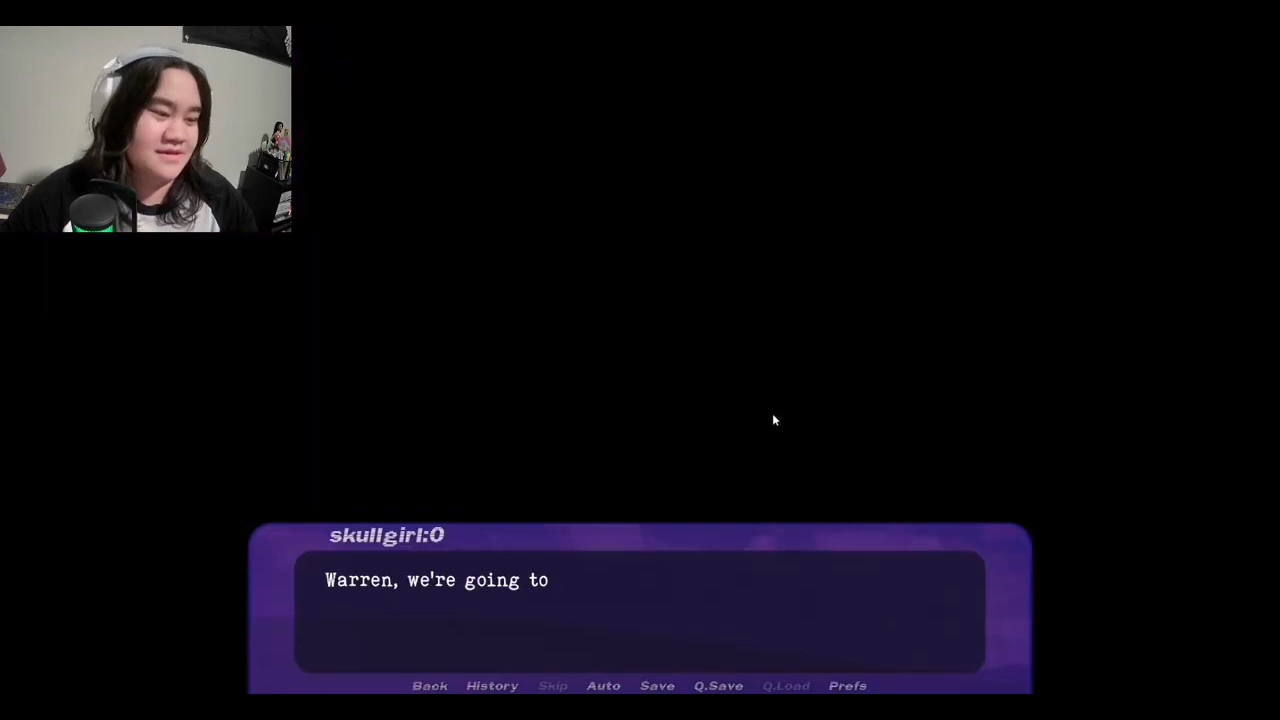 skullgirl:0
Warren, we're going to
Back History Skip Auto Save Q.Save Q.Load Prefs